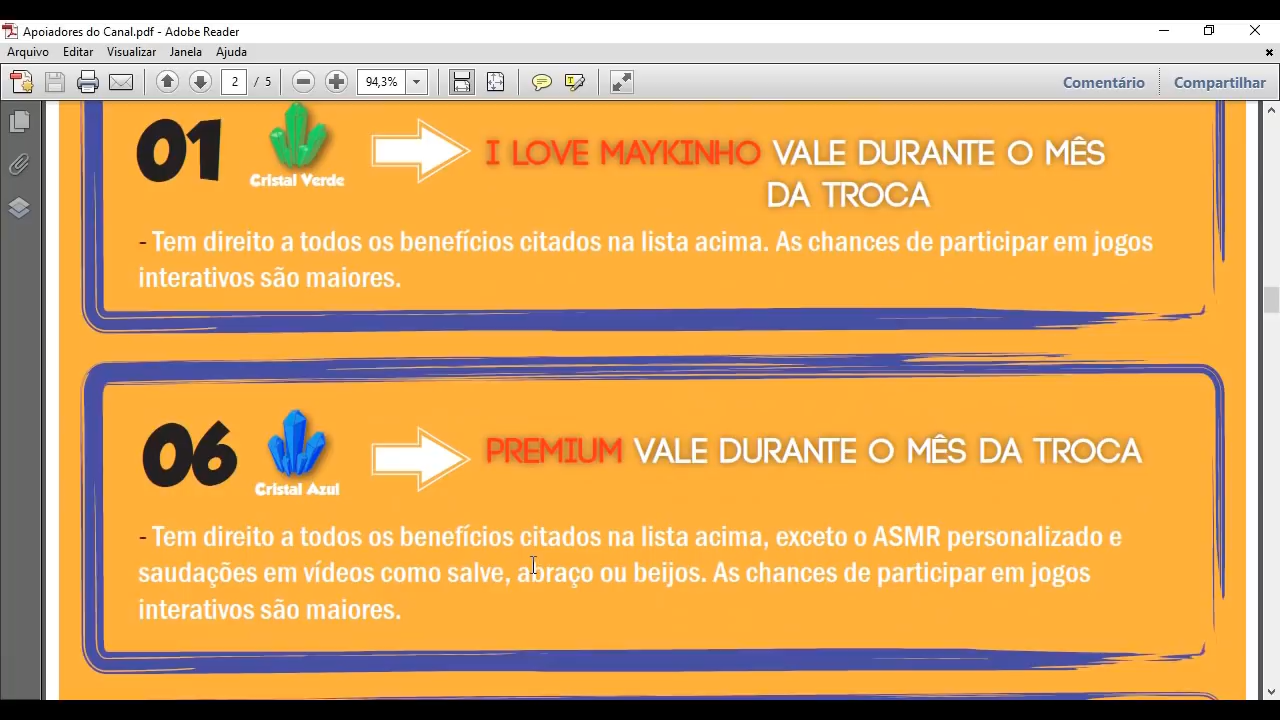 Apoiadores do Canal.pdf - Adobe Reader
Arquivo Editar Visualizar Janela Ajuda
2 / 5 94,3% Comentário Compartilhar
01 Cristal Verde I LOVE MAYKINHO VALE DURANTE O MÊS
DA TROCA
- Tem direito a todos os benefícios citados na lista acima. As chances de participar em jogos
interativos são maiores.
06 Cristal Azul PREMIUM VALE DURANTE O MÊS DA TROCA
- Tem direito a todos os benefícios citados na lista acima, exceto o ASMR personalizado e
saudações em vídeos como salve, abraço ou beijos. As chances de participar em jogos
interativos são maiores.